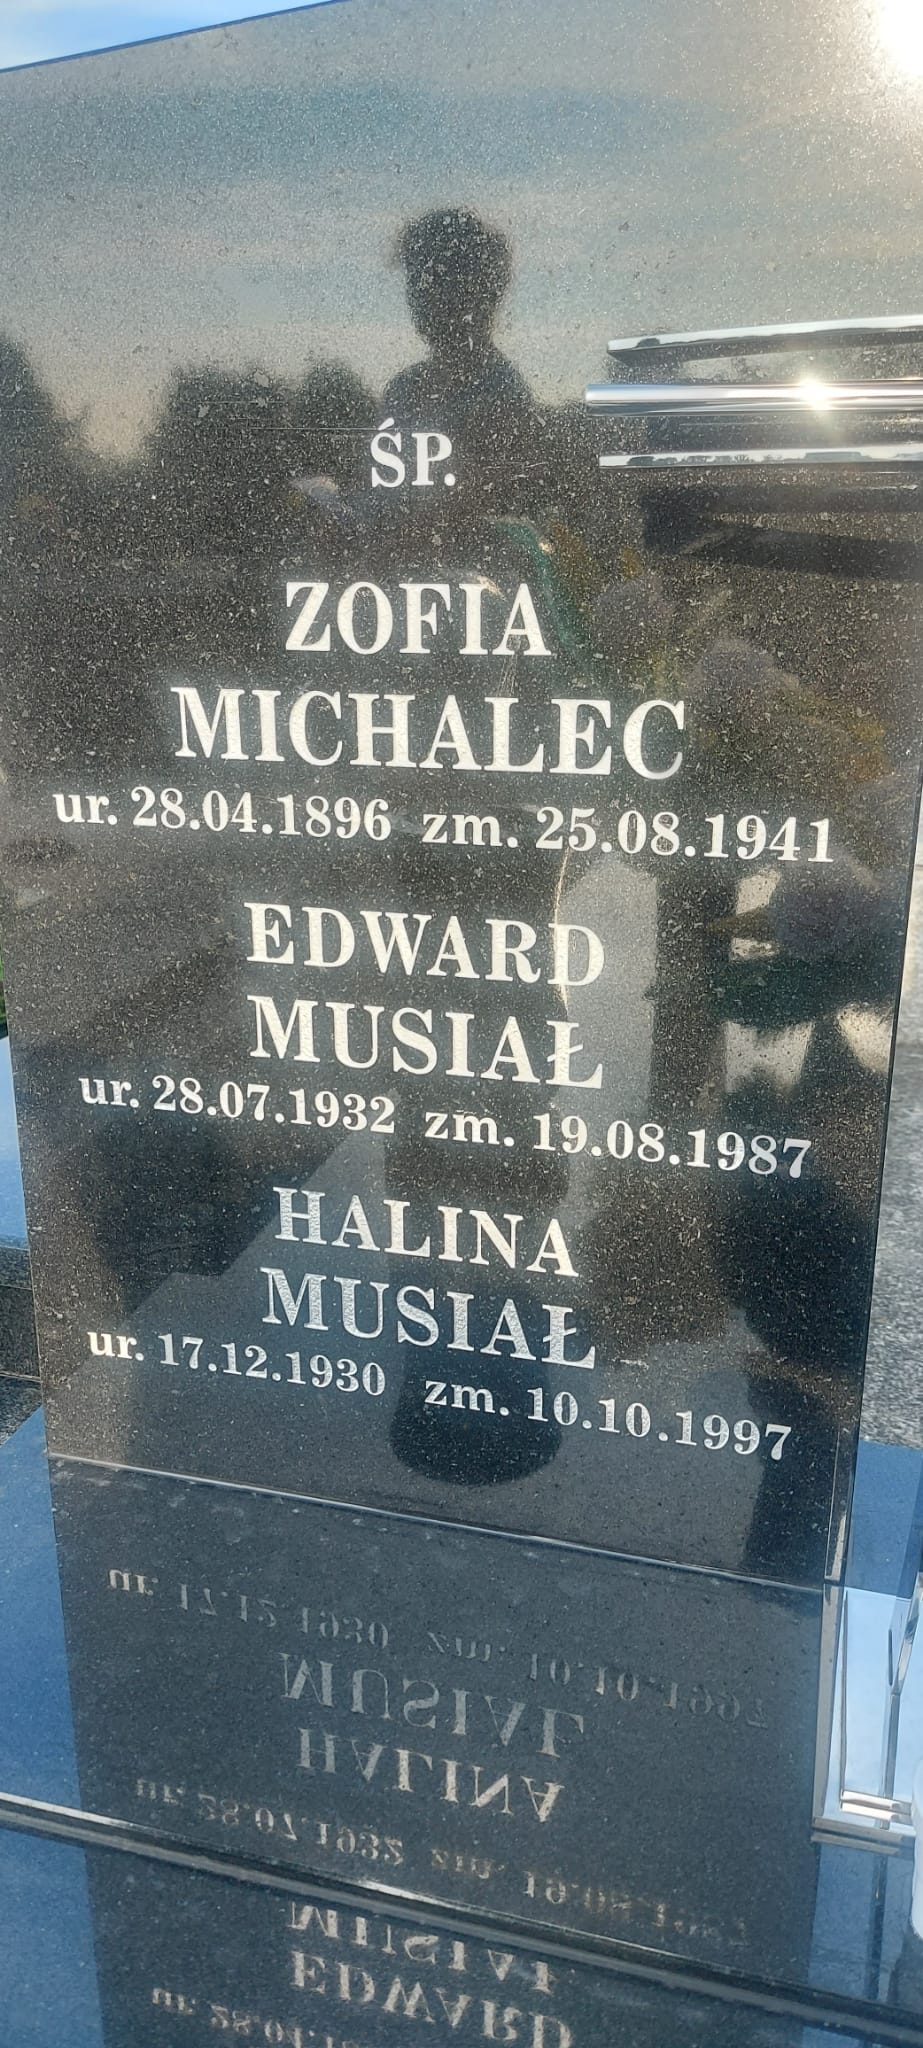 ŚP.
ZOFIA
MICHALEC
ur. 28.04.1896 zm. 25.08.1941
EDWARD
MUSIAŁ
ur. 28.07.1932 zm. 19.08.1987
HALINA
MUSIAŁ
ur. 17.12.1930 zm. 10.10.1997